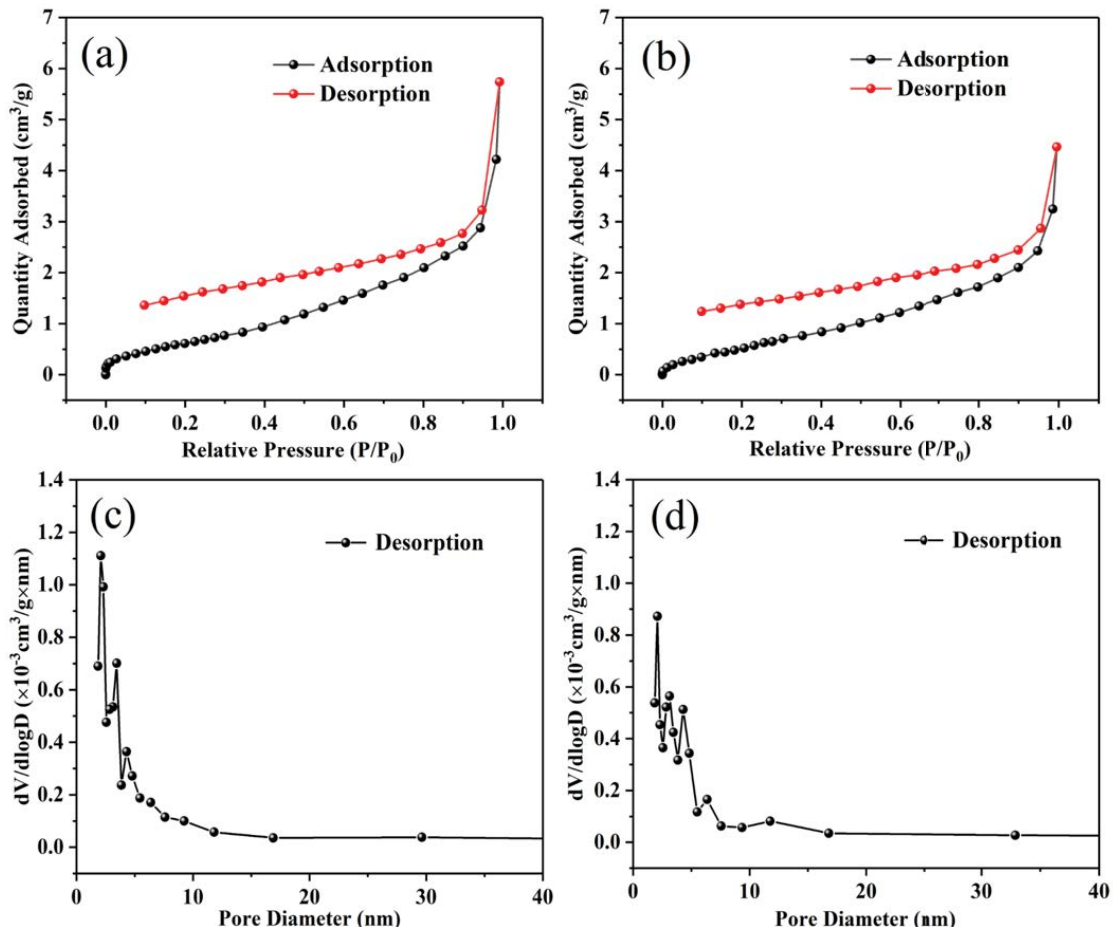 (a)
Adsorption
Desorption
Quantity Adsorbed (cm³/g)
7
6
5
4
3
2
1
0
0.0 0.2 0.4 0.6 0.8 1.0
Relative Pressure (P/P₀)
(b)
Adsorption
Desorption
Quantity Adsorbed (cm³/g)
7
6
5
4
3
2
1
0
0.0 0.2 0.4 0.6 0.8 1.0
Relative Pressure (P/P₀)
(c)
Desorption
dV/dlogD (×10⁻³cm³/g×nm)
1.4
1.2
1.0
0.8
0.6
0.4
0.2
0.0
0 10 20 30 40
Pore Diameter (nm)
(d)
Desorption
dV/dlogD (×10⁻³cm³/g×nm)
1.4
1.2
1.0
0.8
0.6
0.4
0.2
0.0
0 10 20 30 40
Pore Diameter (nm)